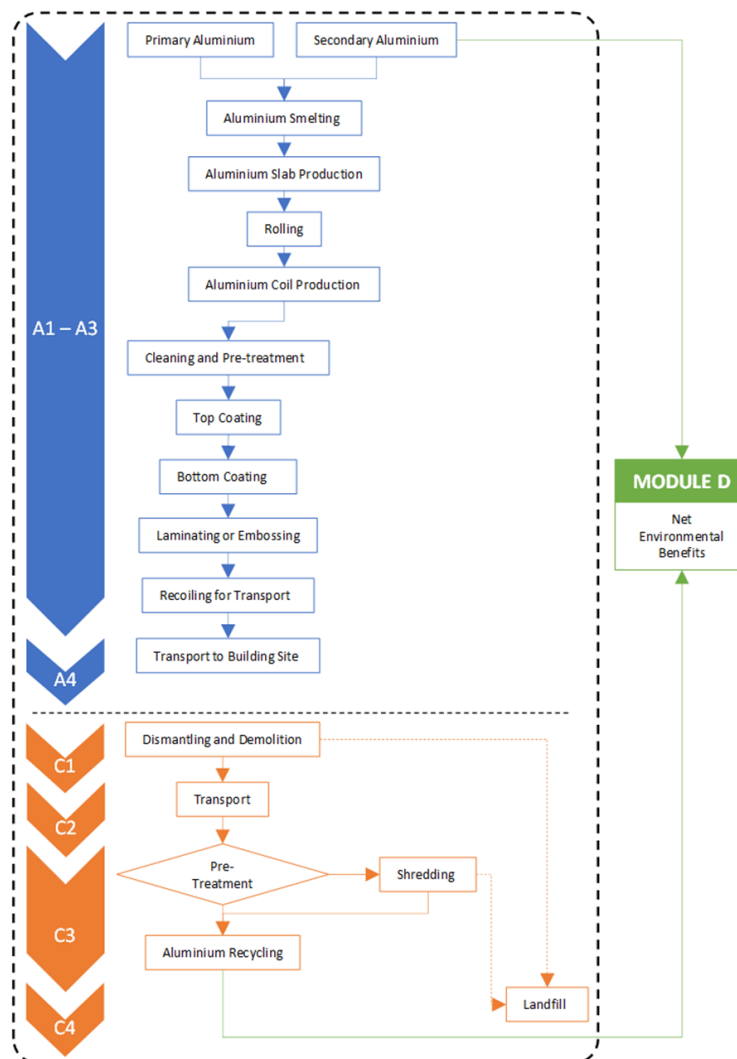 Primary Aluminium
Secondary Aluminium
Aluminium Smelting
Aluminium Slab Production
Rolling
Aluminium Coil Production
A1 – A3
Cleaning and Pre-treatment
Top Coating
Bottom Coating
MODULE D
Net
Environmental
Benefits
Laminating or Embossing
Recoiling for Transport
Transport to Building Site
A4
Dismantling and Demolition
C1
Transport
C2
Pre-
Treatment
Shredding
C3
Aluminium Recycling
Landfill
C4